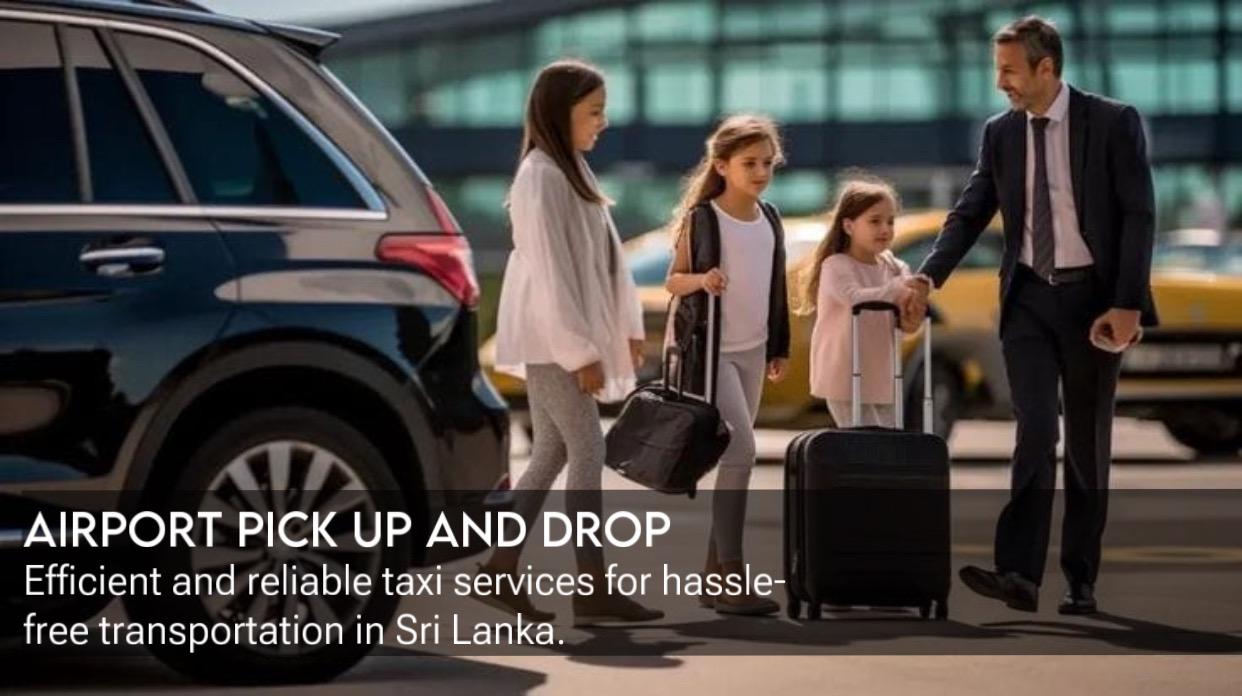 AIRPORT PICK UP AND DROP
Efficient and reliable taxi services for hassle-
free transportation in Sri Lanka.